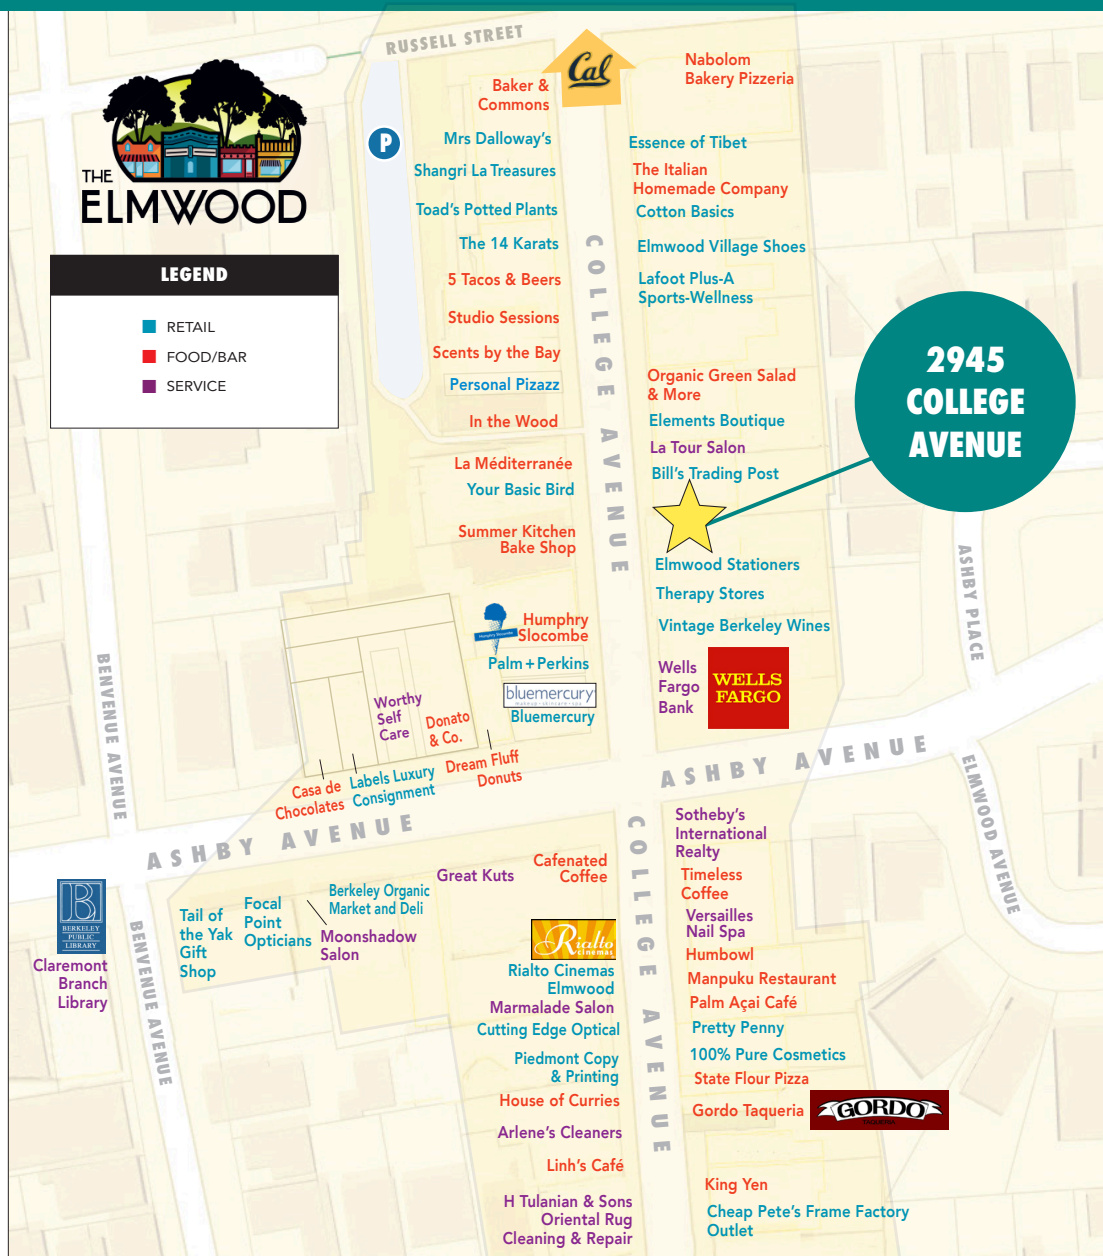 RUSSELL STREET
Cal
THE
ELMWOOD
LEGEND
RETAIL
FOOD/BAR
SERVICE
P
Baker &
Commons
Mrs Dalloway's
Shangri La Treasures
Toad's Potted Plants
The 14 Karats
5 Tacos & Beers
Studio Sessions
Scents by the Bay
Personal Pizazz
In the Wood
La Méditerranée
Your Basic Bird
Summer Kitchen
Bake Shop
Humphry Slocombe
Humphry
Slocombe
Palm + Perkins
bluemercury
makeup · skincare · spa
Bluemercury
COLLEGE AVENUE
Nabolom
Bakery Pizzeria
Essence of Tibet
The Italian
Homemade Company
Cotton Basics
Elmwood Village Shoes
Lafoot Plus-A
Sports-Wellness
Organic Green Salad
& More
Elements Boutique
La Tour Salon
Bill's Trading Post
2945
COLLEGE
AVENUE
Elmwood Stationers
Therapy Stores
Vintage Berkeley Wines
Wells
Fargo
Bank
WELLS
FARGO
ASHBY PLACE
BENVENUE AVENUE
Worthy
Self
Care
Donato
& Co.
Dream Fluff
Donuts
Labels Luxury
Consignment
Casa de
Chocolates
ASHBY AVENUE
ASHBY AVENUE
ELMWOOD AVENUE
B
BERKELEY
PUBLIC
LIBRARY
Claremont
Branch
Library
BENVENUE AVENUE
Tail of
the Yak
Gift
Shop
Focal
Point
Opticians
Berkeley Organic
Market and Deli
Moonshadow
Salon
Great Kuts
Cafenated
Coffee
Rialto
cinemas
Rialto Cinemas
Elmwood
Marmalade Salon
Cutting Edge Optical
Piedmont Copy
& Printing
House of Curries
Arlene's Cleaners
Linh's Café
H Tulanian & Sons
Oriental Rug
Cleaning & Repair
COLLEGE AVENUE
Sotheby's
International
Realty
Timeless
Coffee
Versailles
Nail Spa
Humbowl
Manpuku Restaurant
Palm Açai Café
Pretty Penny
100% Pure Cosmetics
State Flour Pizza
Gordo Taqueria
GORDO
TAQUERIA
King Yen
Cheap Pete's Frame Factory
Outlet